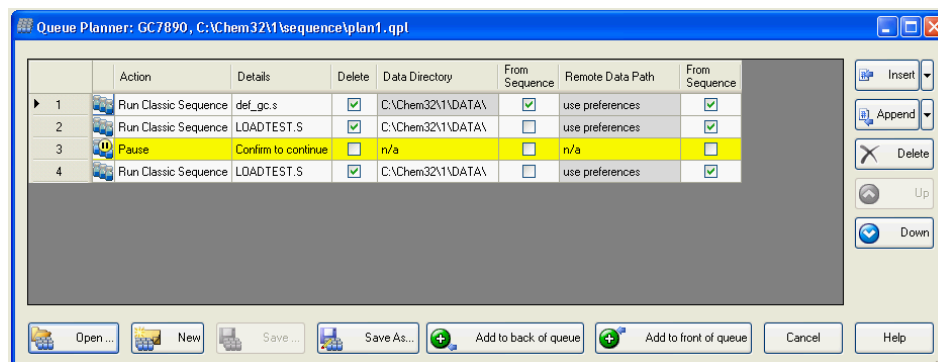 Queue Planner: GC7890, C:\Chem32\1\sequence\plan1.qpl
Action Details Delete Data Directory From Sequence Remote Data Path From Sequence
1 Run Classic Sequence def_gc.s C:\Chem32\1\DATA\ use preferences
2 Run Classic Sequence LOADTEST.S C:\Chem32\1\DATA\ use preferences
3 Pause Confirm to continue n/a n/a
4 Run Classic Sequence LOADTEST.S C:\Chem32\1\DATA\ use preferences
Insert
Append
Delete
Up
Down
Open ... New Save ... Save As... Add to back of queue Add to front of queue Cancel Help